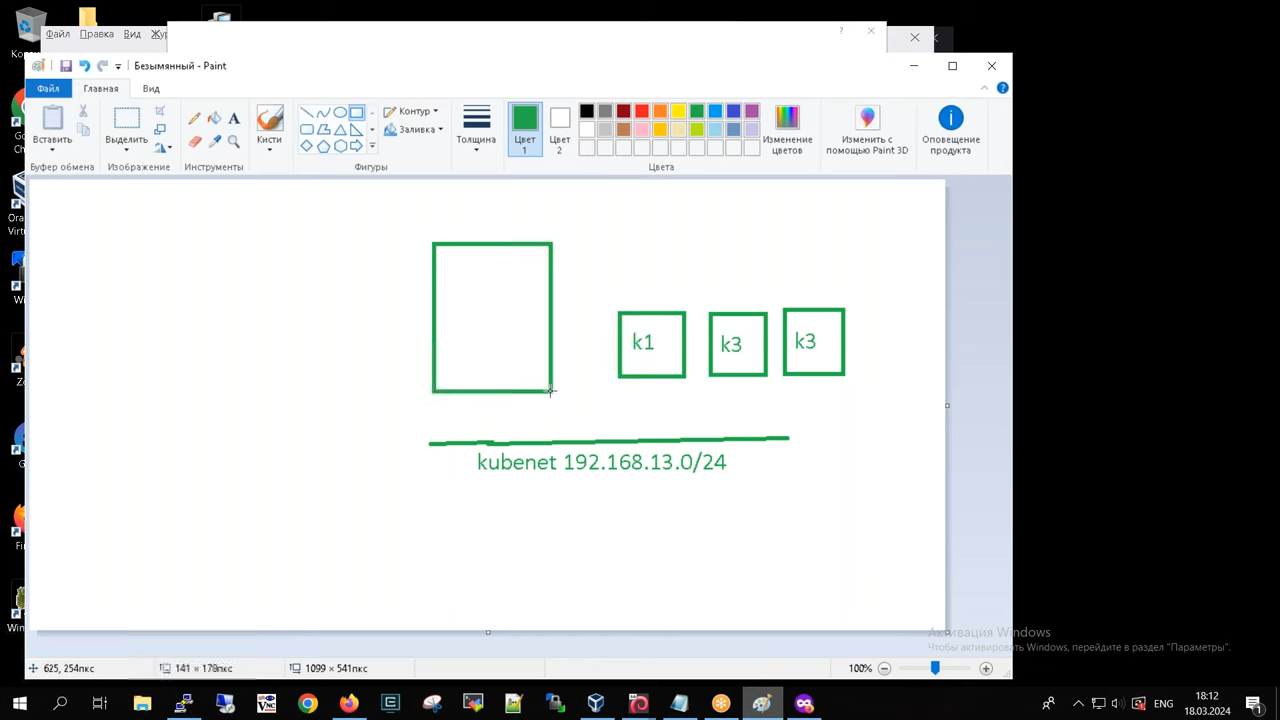 Файл Правка Вид
?
Безымянный - Paint
Файл Главная Вид
Вставить
Выделить
Кисти
Контур
Заливка
Толщина
Цвет 1
Цвет 2
Изменение цветов
Изменить с помощью Paint 3D
Оповещение продукта
Буфер обмена
Изображение
Инструменты
Фигуры
Цвета
k1
k3
k3
kubenet 192.168.13.0/24
Активация Windows
Чтобы активировать Windows, перейдите в раздел "Параметры".
625, 254пкс
141 × 178пкс
1099 × 541пкс
100%
ENG
18:12
18.03.2024